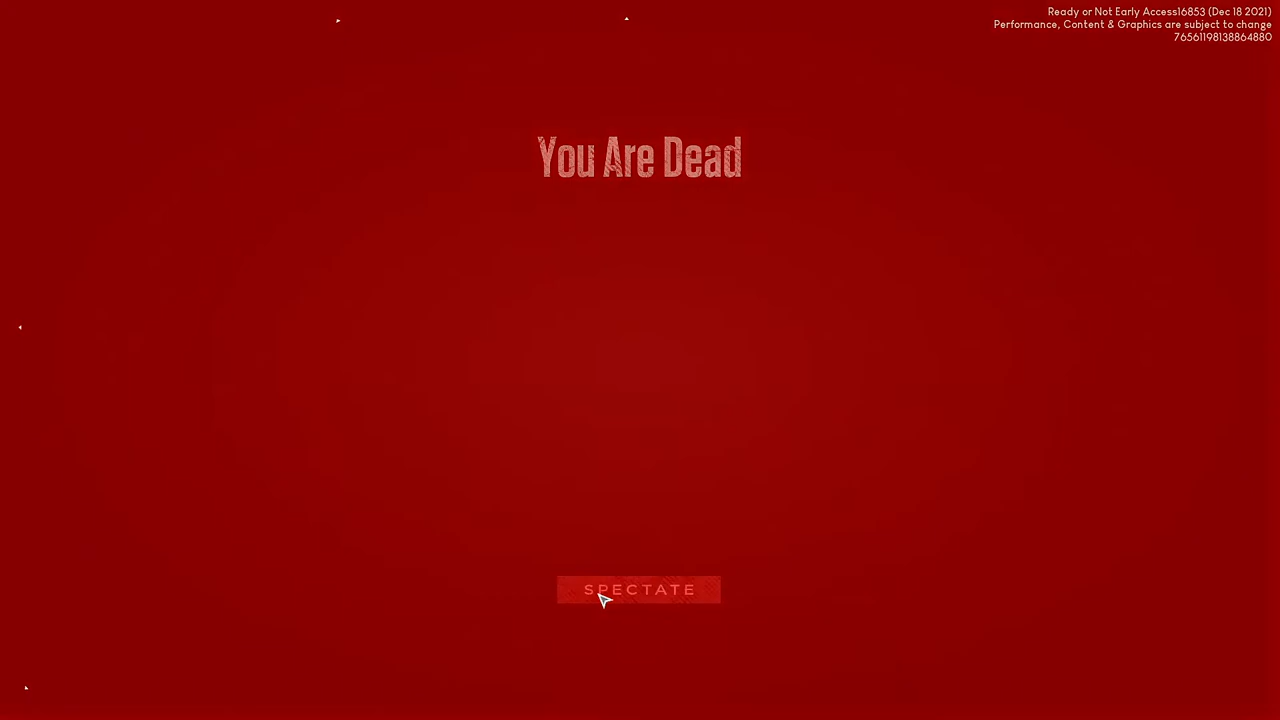 Ready or Not Early Access16853 (Dec 18 2021)
Performance, Content & Graphics are subject to change
76561198138864880
You Are Dead
SPECTATE